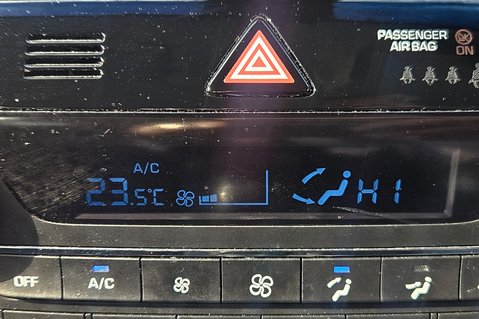 PASSENGER
AIR BAG
ON
A/C
23.5°C
HI
OFF
A/C